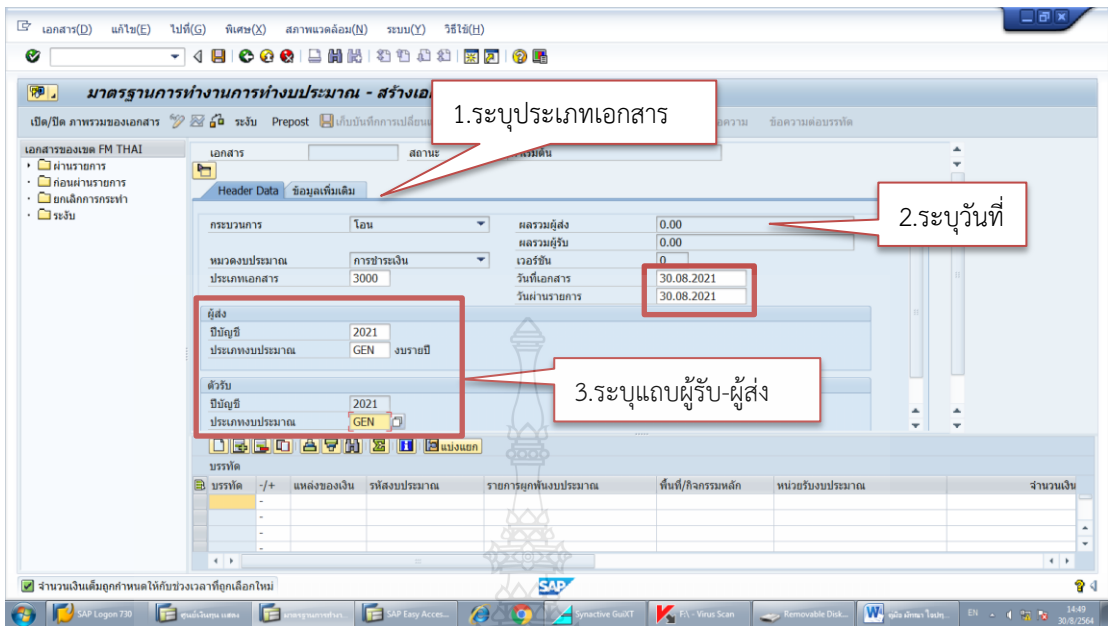 เอกสาร(D) แก้ไข(E) ไปที่(G) พิเศษ(X) สภาพแวดล้อม(N) ระบบ(Y) วิธีใช้(H)
มาตรฐานการทำงานการทำงบประมาณ - สร้างเอ
1.ระบุประเภทเอกสาร
เปิด/ปิด ภาพรวมของเอกสาร ระงับ Prepost เก็บบันทึกการเปลี่ยนแ ข้อความต่อบรรทัด
เอกสารของเขต FM THAI
ผ่านรายการ
ก่อนผ่านรายการ
ยกเลิกการกระทำ
ระงับ
เอกสาร สถานะ
Header Data ข้อมูลเพิ่มเติม
2.ระบุวันที่
กระบวนการ โอน ผลรวมผู้ส่ง 0.00
ผลรวมผู้รับ 0.00
หมวดงบประมาณ การชำระเงิน เวอร์ชัน 0
ประเภทเอกสาร 3000 วันที่เอกสาร 30.08.2021
วันผ่านรายการ 30.08.2021
ผู้ส่ง
ปีบัญชี 2021
ประเภทงบประมาณ GEN งบรายปี
3.ระบุแถบผู้รับ-ผู้ส่ง
ตัวรับ
ปีบัญชี 2021
ประเภทงบประมาณ GEN
แบ่งแยก
บรรทัด
บรรทัด -/+ แหล่งของเงิน รหัสงบประมาณ รายการผูกพันงบประมาณ พื้นที่/กิจกรรมหลัก หน่วยรับงบประมาณ จำนวนเงิน
-
-
-
-
จำนวนเงินเต็มถูกกำหนดให้กับช่วงเวลาที่ถูกเลือกใหม่
SAP
SAP Logon 730 SAP Easy Acces... Synactive GuiXT F:\ - Virus Scan Removable Disk... EN 14:49
30/8/2564